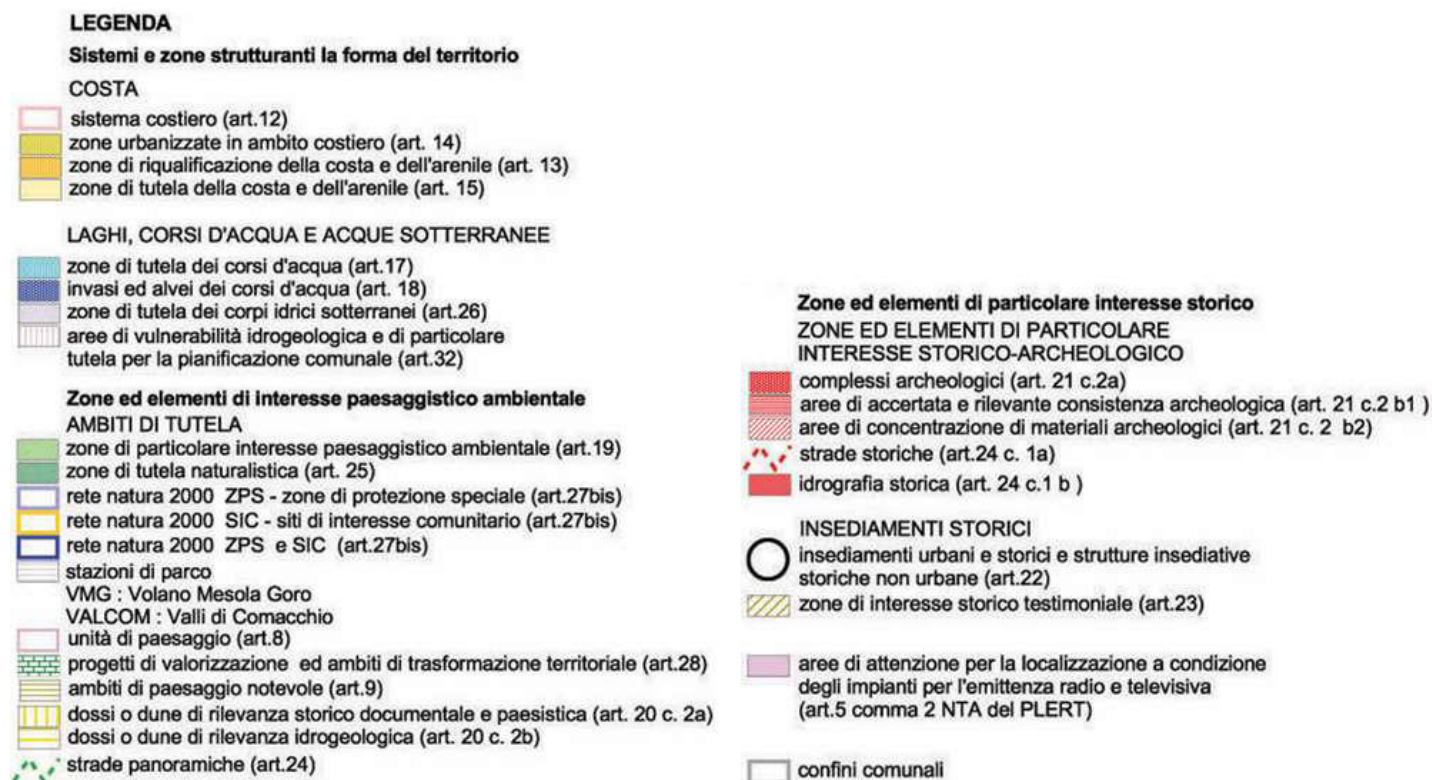 LEGENDA
Sistemi e zone strutturanti la forma del territorio
COSTA
sistema costiero (art.12)
zone urbanizzate in ambito costiero (art. 14)
zone di riqualificazione della costa e dell'arenile (art. 13)
zone di tutela della costa e dell'arenile (art. 15)
LAGHI, CORSI D'ACQUA E ACQUE SOTTERRANEE
zone di tutela dei corsi d'acqua (art.17)
invasi ed alvei dei corsi d'acqua (art. 18)
zone di tutela dei corpi idrici sotterranei (art.26)
aree di vulnerabilità idrogeologica e di particolare
tutela per la pianificazione comunale (art.32)
Zone ed elementi di interesse paesaggistico ambientale
AMBITI DI TUTELA
zone di particolare interesse paesaggistico ambientale (art.19)
zone di tutela naturalistica (art. 25)
rete natura 2000 ZPS - zone di protezione speciale (art.27bis)
rete natura 2000 SIC - siti di interesse comunitario (art.27bis)
rete natura 2000 ZPS e SIC (art.27bis)
stazioni di parco
VMG : Volano Mesola Goro
VALCOM : Valli di Comacchio
unità di paesaggio (art.8)
progetti di valorizzazione ed ambiti di trasformazione territoriale (art.28)
ambiti di paesaggio notevole (art.9)
dossi o dune di rilevanza storico documentale e paesistica (art. 20 c. 2a)
dossi o dune di rilevanza idrogeologica (art. 20 c. 2b)
strade panoramiche (art.24)
Zone ed elementi di particolare interesse storico
ZONE ED ELEMENTI DI PARTICOLARE
INTERESSE STORICO-ARCHEOLOGICO
complessi archeologici (art. 21 c.2a)
aree di accertata e rilevante consistenza archeologica (art. 21 c.2 b1 )
aree di concentrazione di materiali archeologici (art. 21 c. 2 b2)
strade storiche (art.24 c. 1a)
idrografia storica (art. 24 c.1 b )
INSEDIAMENTI STORICI
insediamenti urbani e storici e strutture insediative
storiche non urbane (art.22)
zone di interesse storico testimoniale (art.23)
aree di attenzione per la localizzazione a condizione
degli impianti per l'emittenza radio e televisiva
(art.5 comma 2 NTA del PLERT)
confini comunali